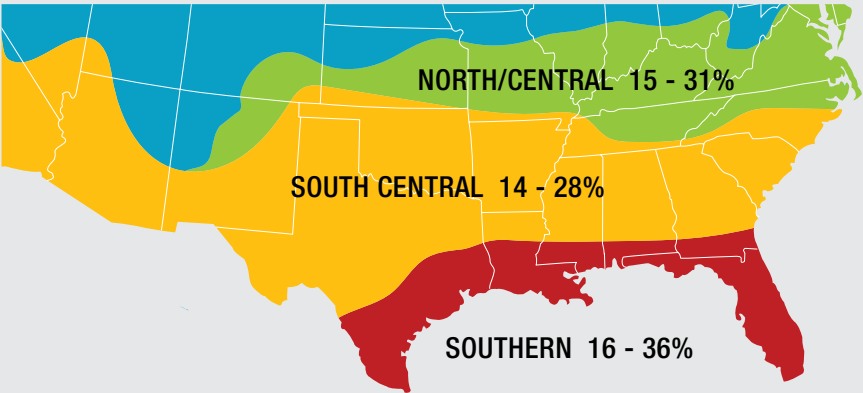 NORTH/CENTRAL 15 - 31%
SOUTH CENTRAL 14 - 28%
SOUTHERN 16 - 36%